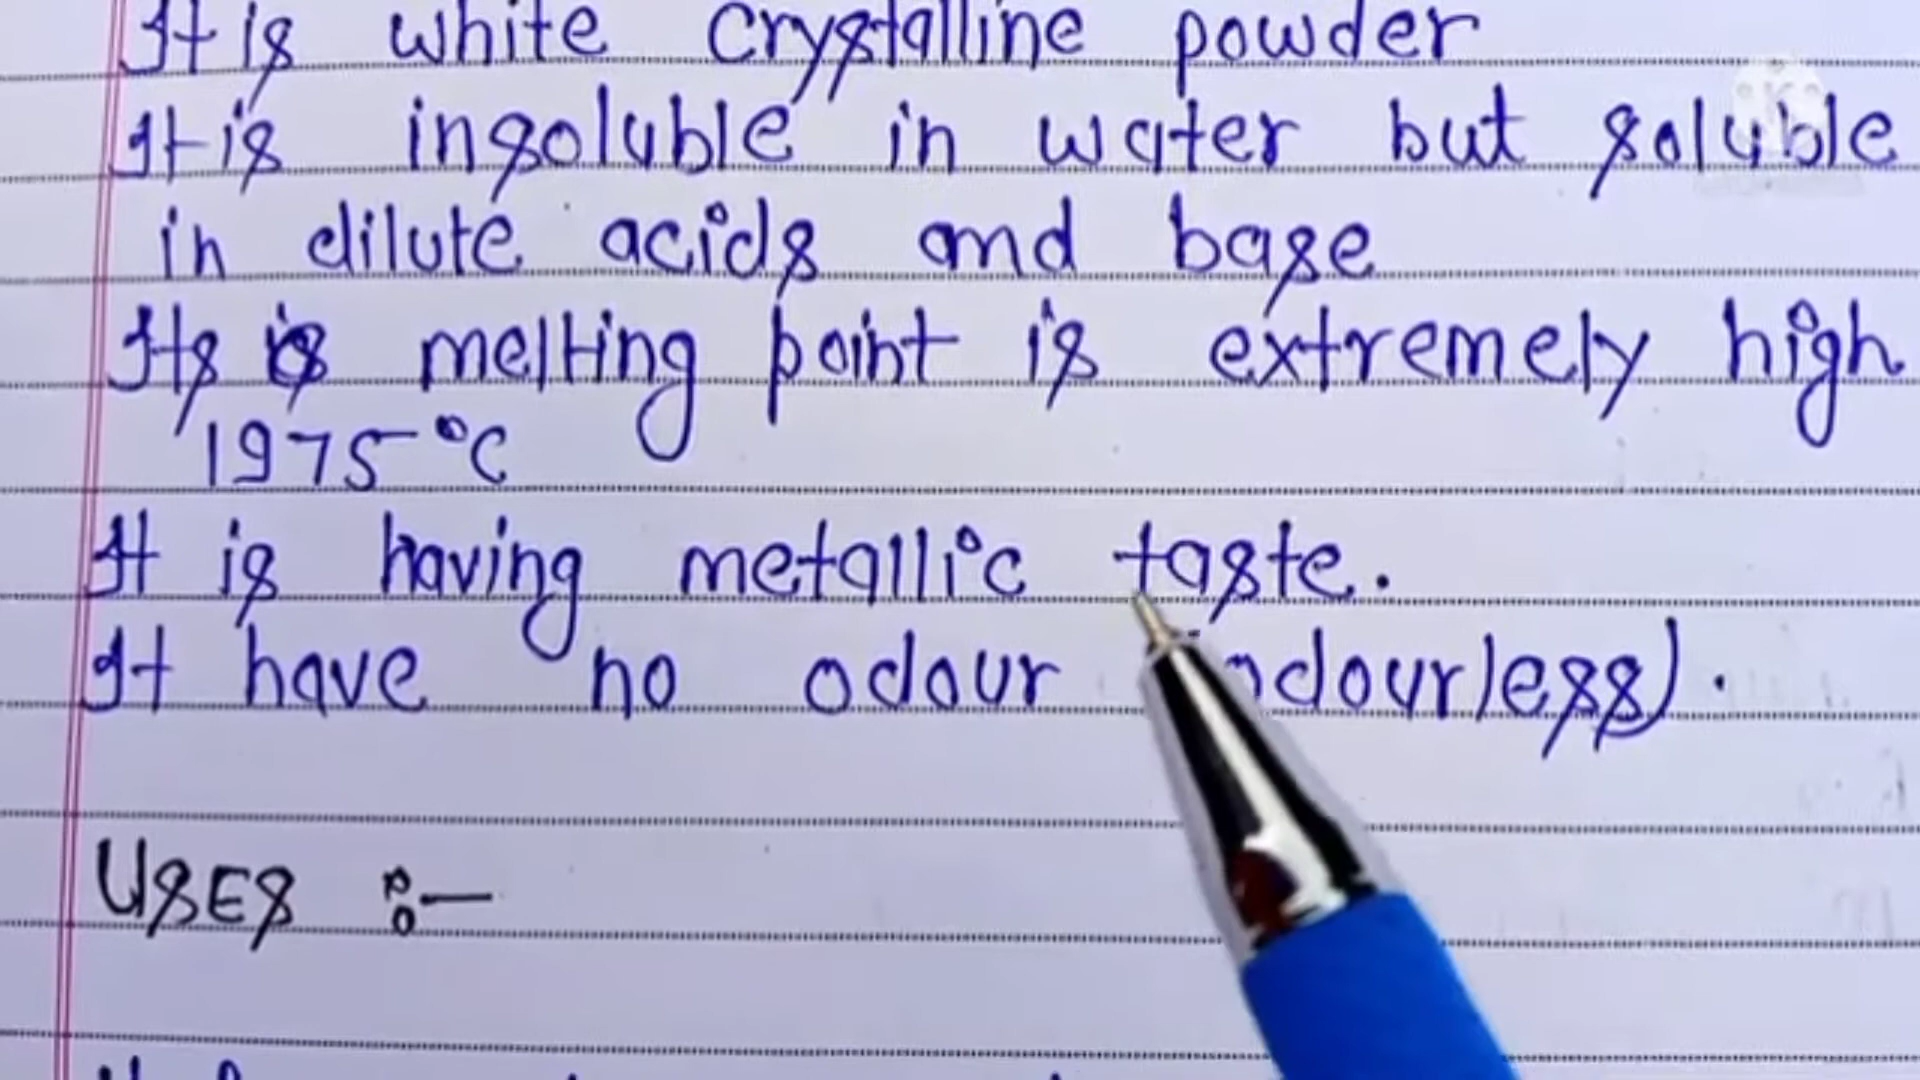 It is white crystalline powder
It is insoluble in water but soluble
in dilute acids and base
Its is melting point is extremely high
1975 °C
It is having metallic taste.
It have no odour odourless).
USES :-